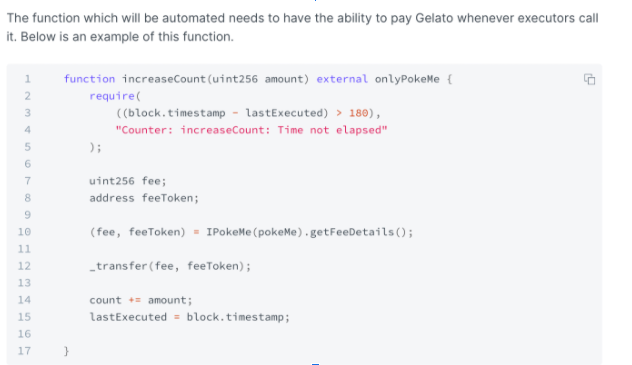 The function which will be automated needs to have the ability to pay Gelato whenever executors call
it. Below is an example of this function.
1 function increaseCount(uint256 amount) external onlyPokeMe {
2 require(
3 ((block.timestamp - lastExecuted) > 180),
4 "Counter: increaseCount: Time not elapsed"
5 );
6
7 uint256 fee;
8 address feeToken;
9
10 (fee, feeToken) = IPokeMe(pokeMe).getFeeDetails();
11
12 _transfer(fee, feeToken);
13
14 count += amount;
15 lastExecuted = block.timestamp;
16
17 }